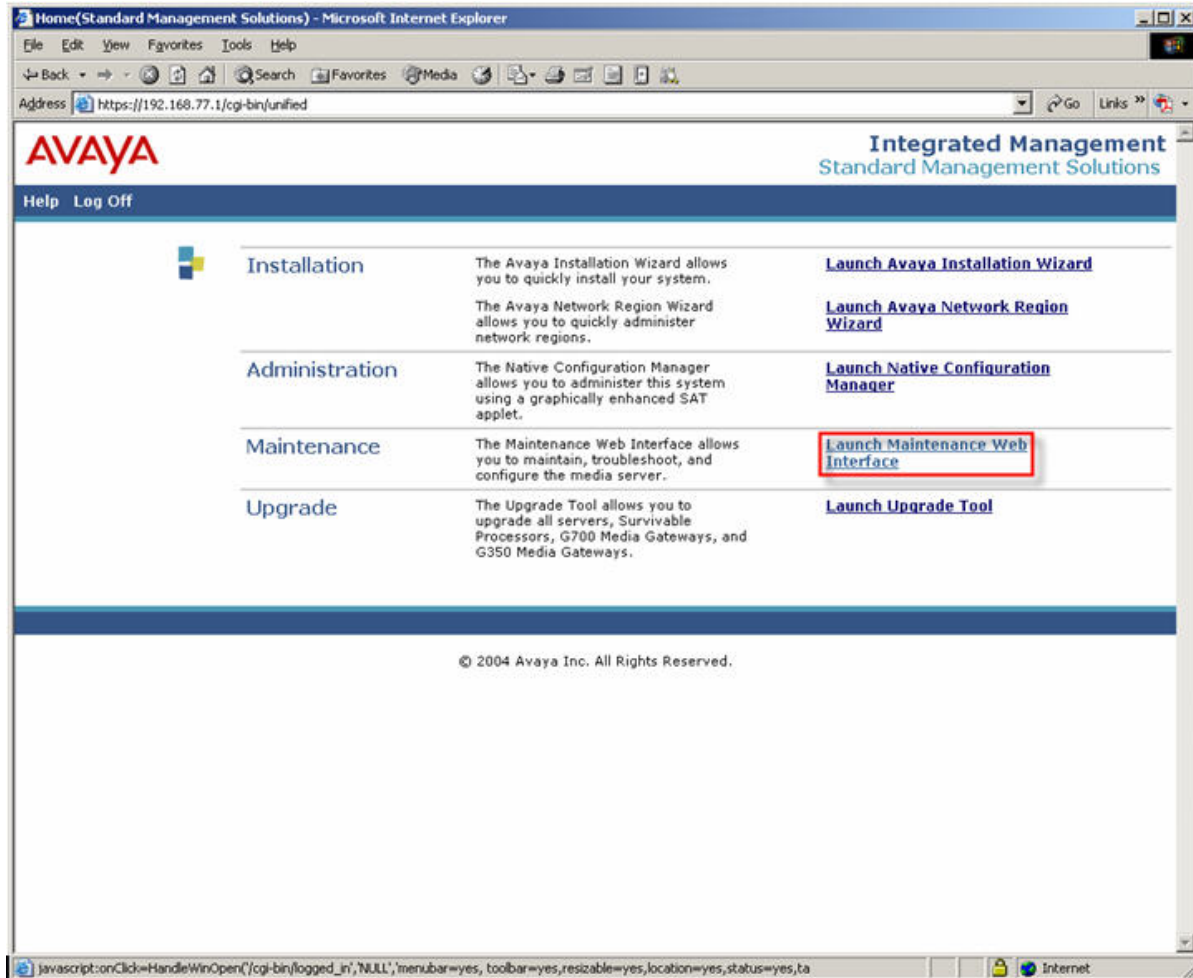 Home(Standard Management Solutions) - Microsoft Internet Explorer
File Edit View Favorites Tools Help
Back Search Favorites Media
Address https://192.168.77.1/cgi-bin/unified Go Links »
AVAYA
Integrated Management
Standard Management Solutions
Help Log Off
Installation
The Avaya Installation Wizard allows
you to quickly install your system.
Launch Avaya Installation Wizard
The Avaya Network Region Wizard
allows you to quickly administer
network regions.
Launch Avaya Network Region
Wizard
Administration
The Native Configuration Manager
allows you to administer this system
using a graphically enhanced SAT
applet.
Launch Native Configuration
Manager
Maintenance
The Maintenance Web Interface allows
you to maintain, troubleshoot, and
configure the media server.
Launch Maintenance Web
Interface
Upgrade
The Upgrade Tool allows you to
upgrade all servers, Survivable
Processors, G700 Media Gateways, and
G350 Media Gateways.
Launch Upgrade Tool
© 2004 Avaya Inc. All Rights Reserved.
javascript:onClick=HandleWinOpen('/cgi-bin/logged_in','NULL','menubar=yes, toolbar=yes,resizable=yes,location=yes,status=yes,ta
Internet